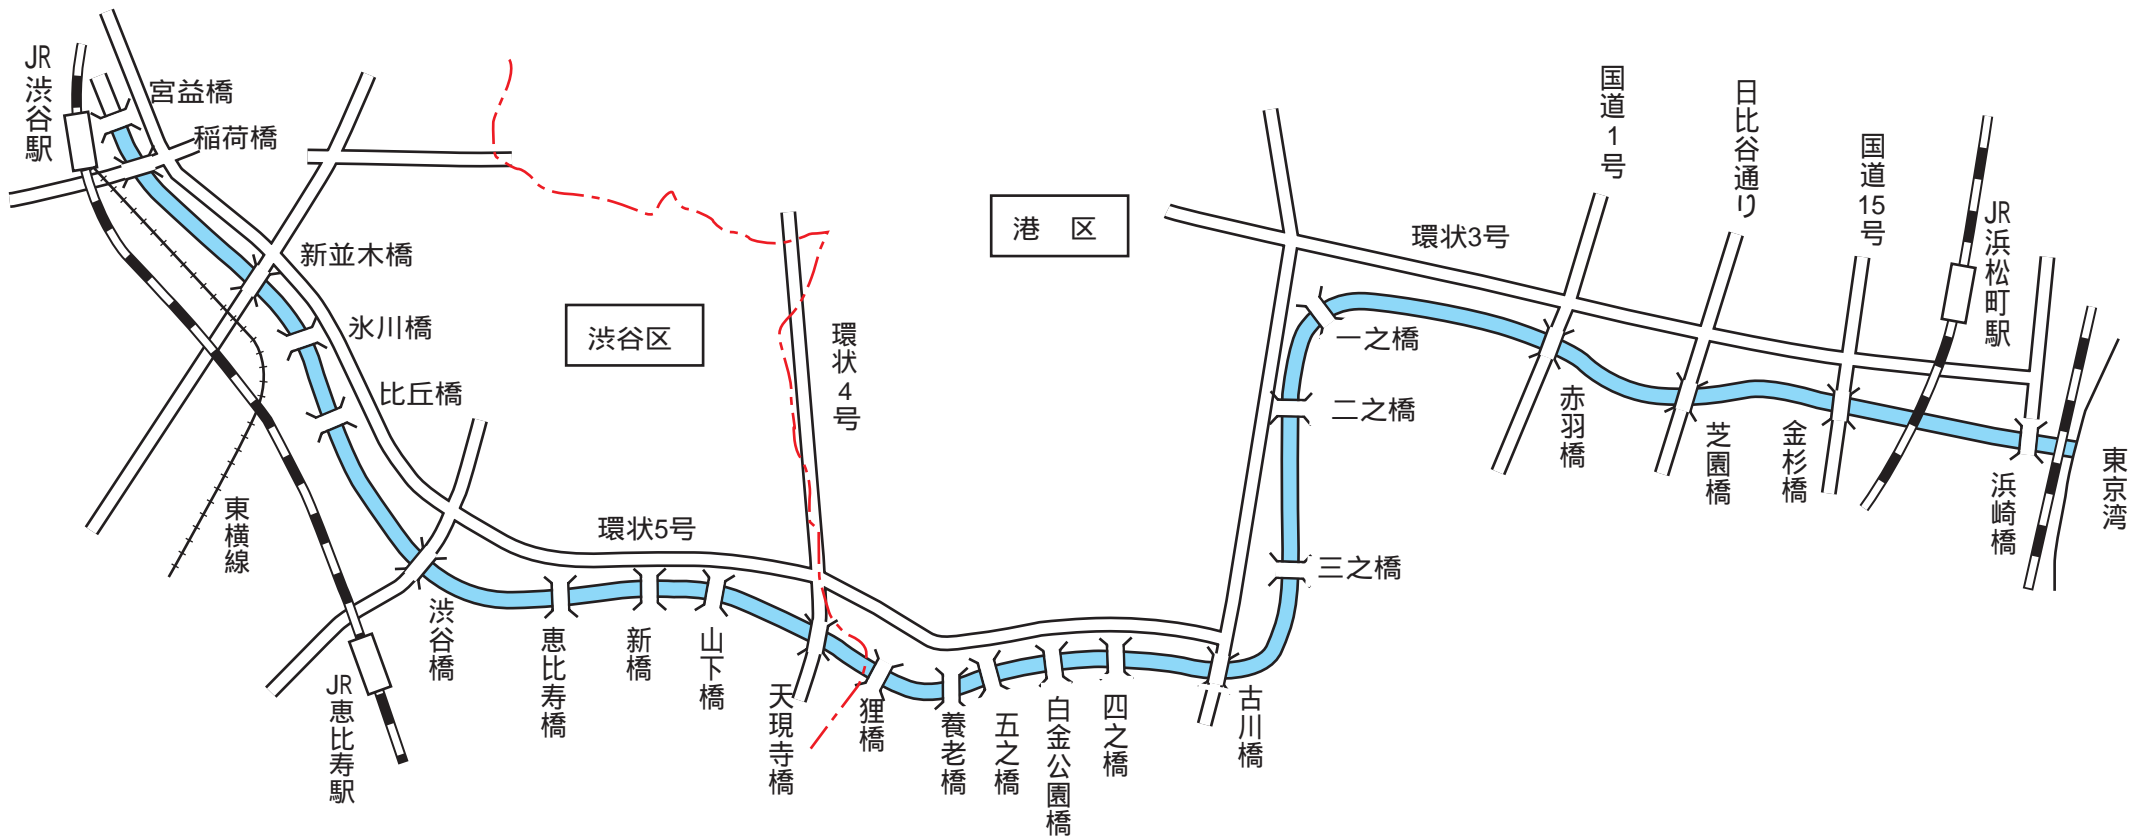 JR渋谷駅
宮益橋
稲荷橋
新並木橋
氷川橋
比丘橋
東横線
渋谷区
環状5号
渋谷橋
JR恵比寿駅
恵比寿橋
新橋
山下橋
環状4号
天現寺橋
狸橋
養老橋
五之橋
白金公園橋
四之橋
古川橋
港 区
三之橋
二之橋
一之橋
環状3号
国道1号
赤羽橋
日比谷通り
芝園橋
国道15号
金杉橋
JR浜松町駅
浜崎橋
東京湾